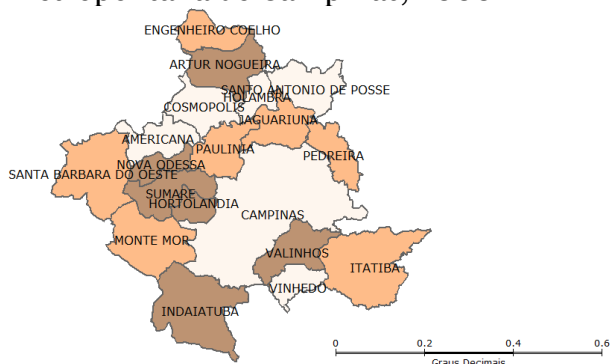 ENGENHEIRO COELHO
ARTUR NOGUEIRA
SANTO ANTONIO DE POSSE
HOLAMBRA
COSMOPOLIS
JAGUARIUNA
AMERICANA
PAULINIA
PEDREIRA
NOVA ODESSA
SANTA BARBARA DO OESTE
SUMARE
HORTOLANDIA
CAMPINAS
MONTE MOR
VALINHOS
ITATIBA
VINHEDO
INDAIATUBA
0 0.2 0.4 0.6
Graus Decimais